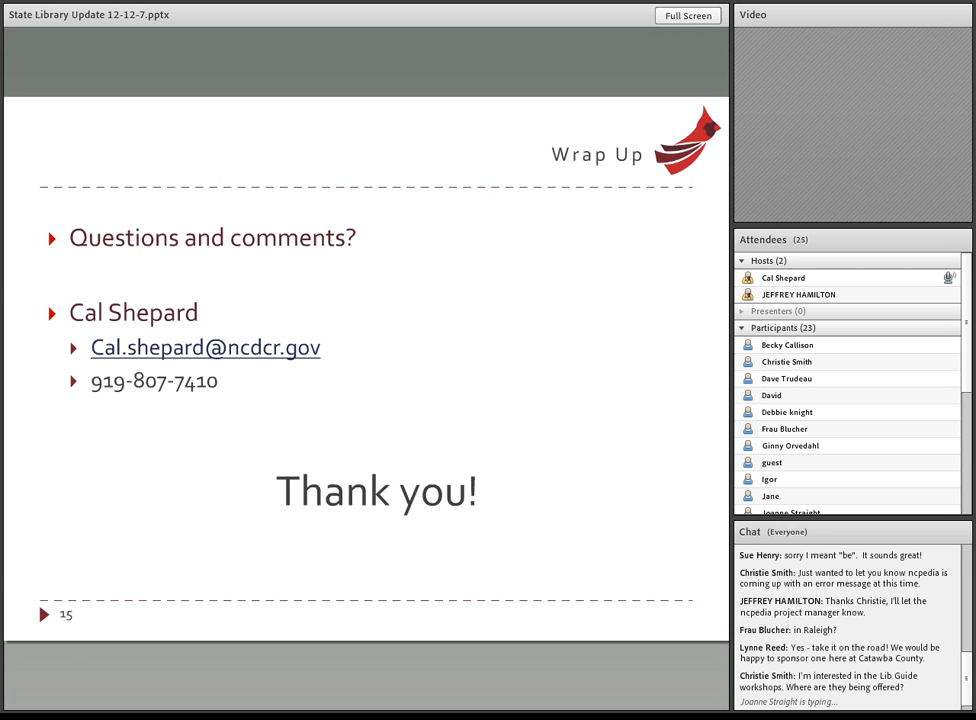 State Library Update 12-12-7.pptx
Full Screen
Wrap Up
Questions and comments?
Cal Shepard
Cal.shepard@ncdcr.gov
919-807-7410
Thank you!
15
Video
Attendees (25)
Hosts (2)
Cal Shepard
JEFFREY HAMILTON
Presenters (0)
Participants (23)
Becky Callison
Christie Smith
Dave Trudeau
David
Debbie knight
Frau Blucher
Ginny Orvedahl
guest
Igor
Jane
Joanne Straight
Chat (Everyone)
Sue Henry: sorry I meant "be". It sounds great!
Christie Smith: Just wanted to let you know ncpedia is
coming up with an error message at this time.
JEFFREY HAMILTON: Thanks Christie, I'll let the
ncpedia project manager know.
Frau Blucher: in Raleigh?
Lynne Reed: Yes - take it on the road! We would be
happy to sponsor one here at Catawba County.
Christie Smith: I'm interested in the Lib Guide
workshops. Where are they being offered?
Joanne Straight is typing...